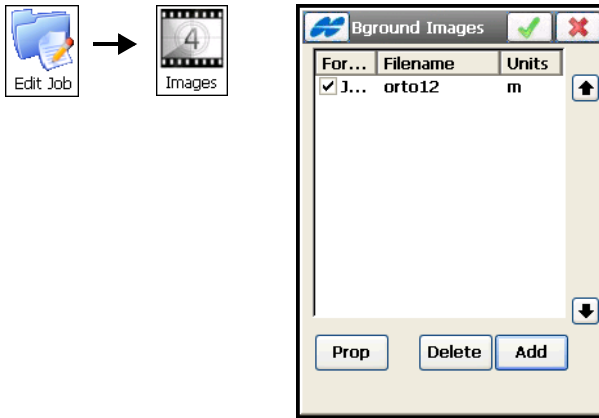 Edit Job
4
Images
Bground Images
For... Filename Units
J... orto12 m
Prop Delete Add